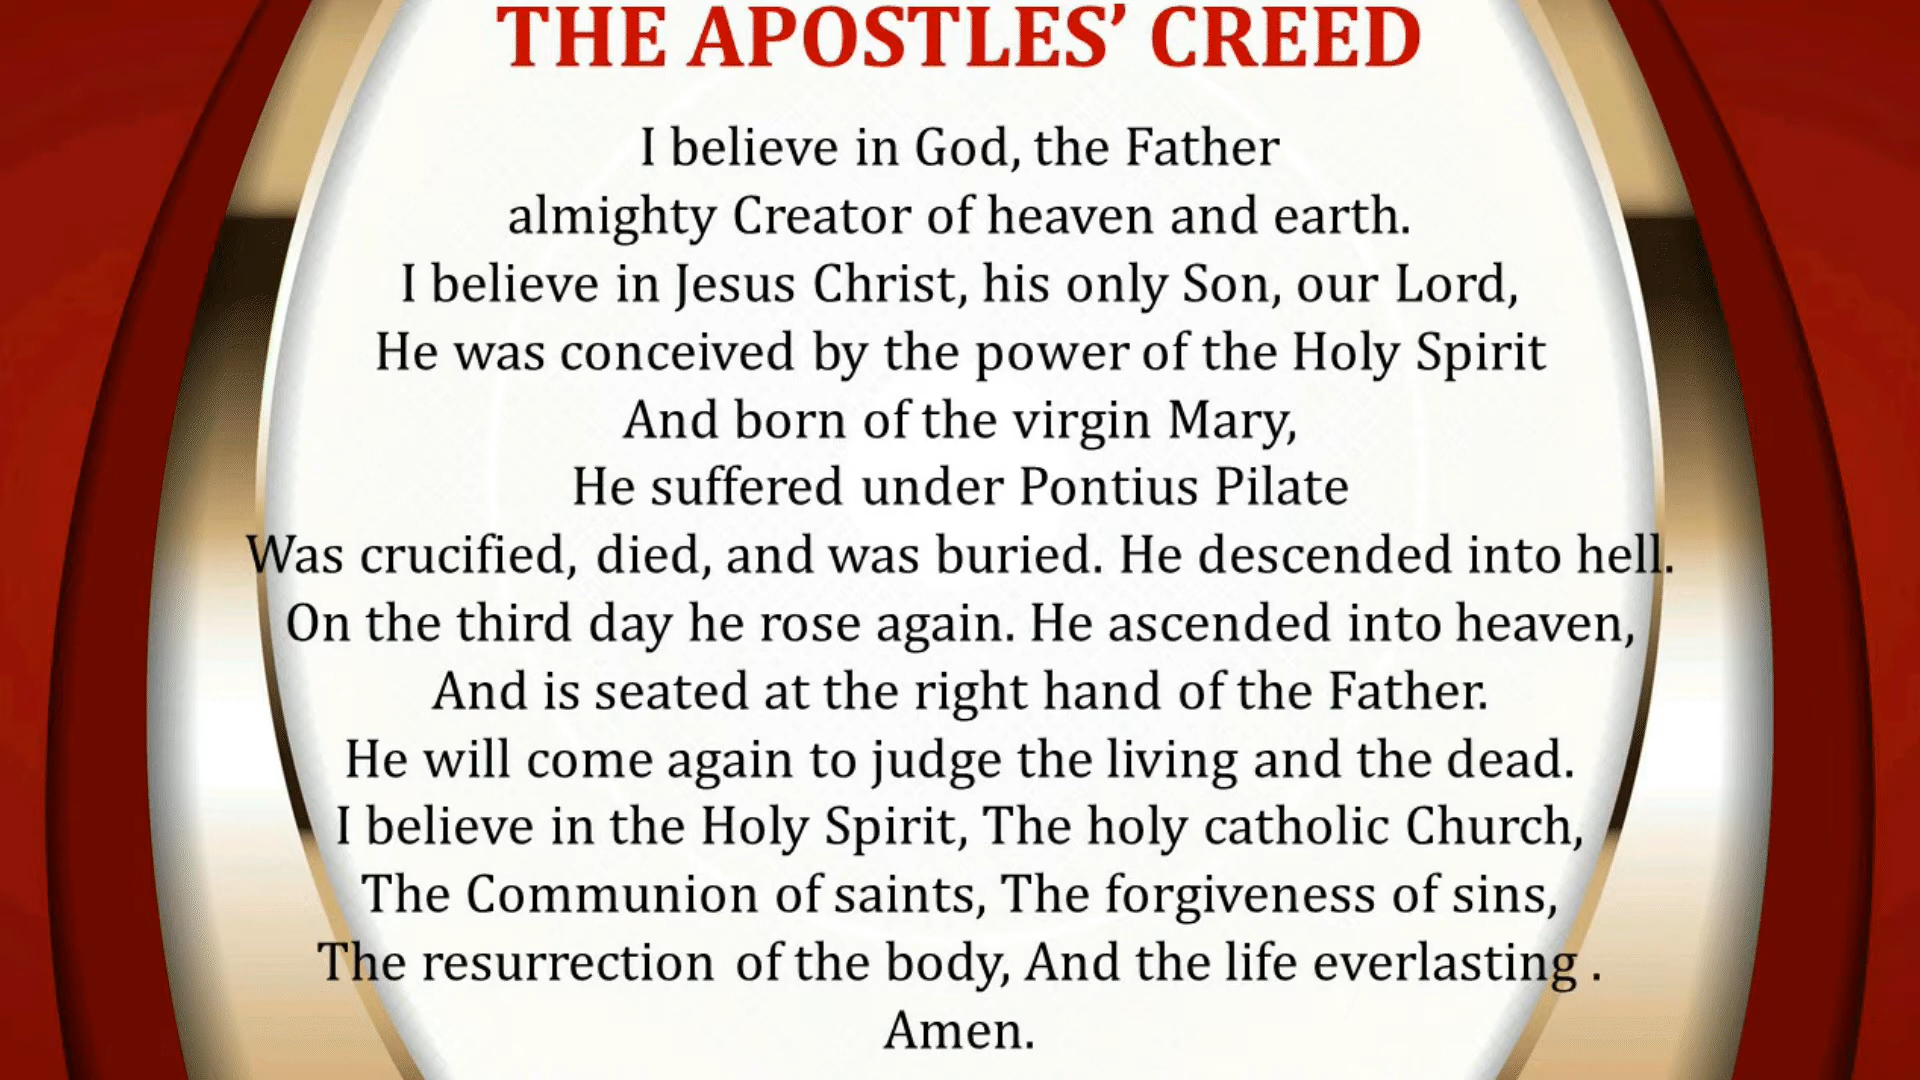 THE APOSTLES’ CREED
I believe in God, the Father
almighty Creator of heaven and earth.
I believe in Jesus Christ, his only Son, our Lord,
He was conceived by the power of the Holy Spirit
And born of the virgin Mary,
He suffered under Pontius Pilate
Was crucified, died, and was buried. He descended into hell.
On the third day he rose again. He ascended into heaven,
And is seated at the right hand of the Father.
He will come again to judge the living and the dead.
I believe in the Holy Spirit, The holy catholic Church,
The Communion of saints, The forgiveness of sins,
The resurrection of the body, And the life everlasting .
Amen.